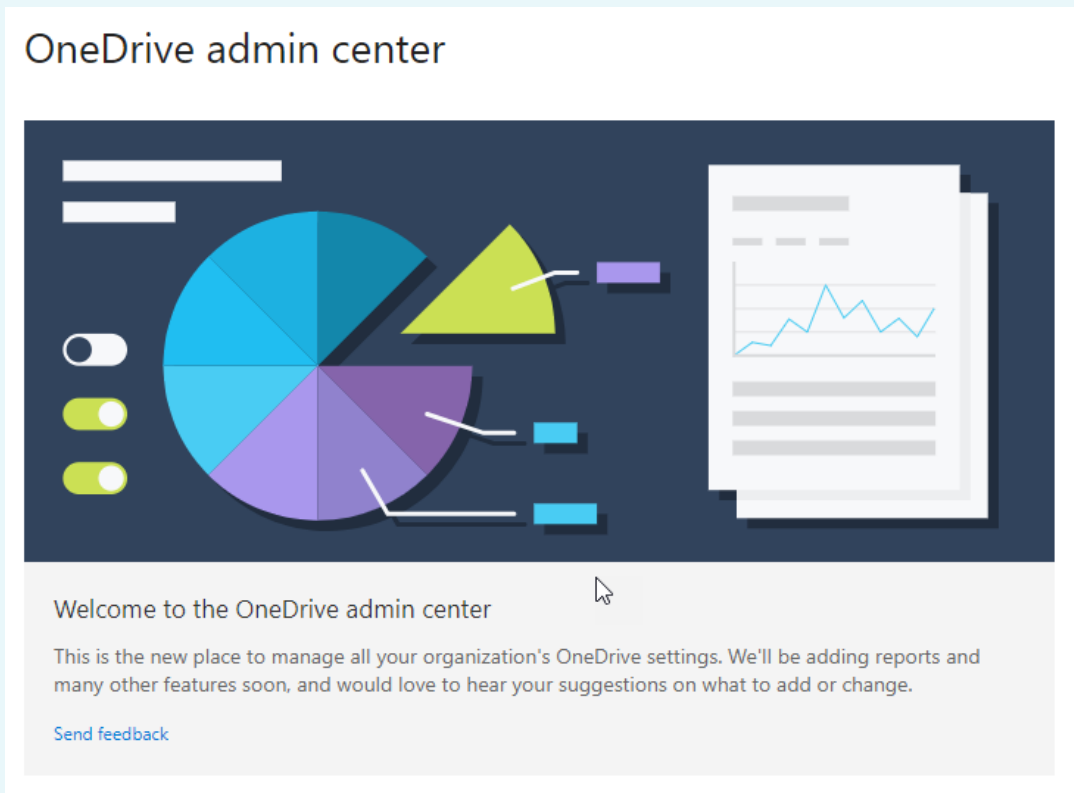 OneDrive admin center
Welcome to the OneDrive admin center
This is the new place to manage all your organization's OneDrive settings. We'll be adding reports and
many other features soon, and would love to hear your suggestions on what to add or change.
Send feedback